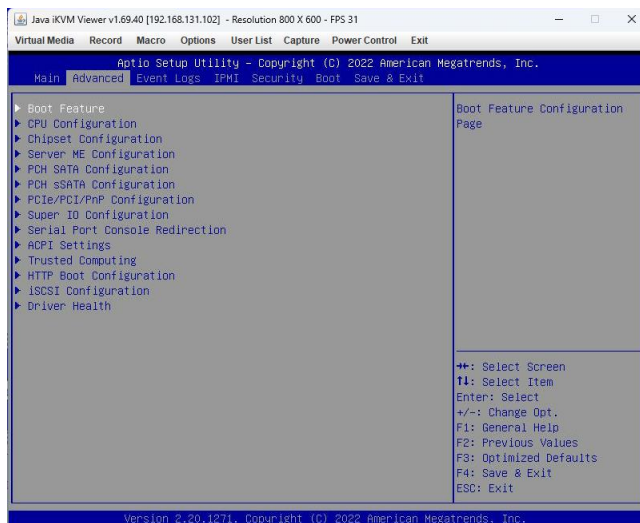 Java iKVM Viewer v1.69.40 [192.168.131.102] - Resolution 800 X 600 - FPS 31
Virtual Media Record Macro Options User List Capture Power Control Exit
Aptio Setup Utility – Copyright (C) 2022 American Megatrends, Inc.
Main Advanced Event Logs IPMI Security Boot Save & Exit
Boot Feature
CPU Configuration
Chipset Configuration
Server ME Configuration
PCH SATA Configuration
PCH sSATA Configuration
PCIe/PCI/PnP Configuration
Super IO Configuration
Serial Port Console Redirection
ACPI Settings
Trusted Computing
HTTP Boot Configuration
iSCSI Configuration
Driver Health
Boot Feature Configuration
Page
→←: Select Screen
↑↓: Select Item
Enter: Select
+/-: Change Opt.
F1: General Help
F2: Previous Values
F3: Optimized Defaults
F4: Save & Exit
ESC: Exit
Version 2.20.1271. Copyright (C) 2022 American Megatrends, Inc.